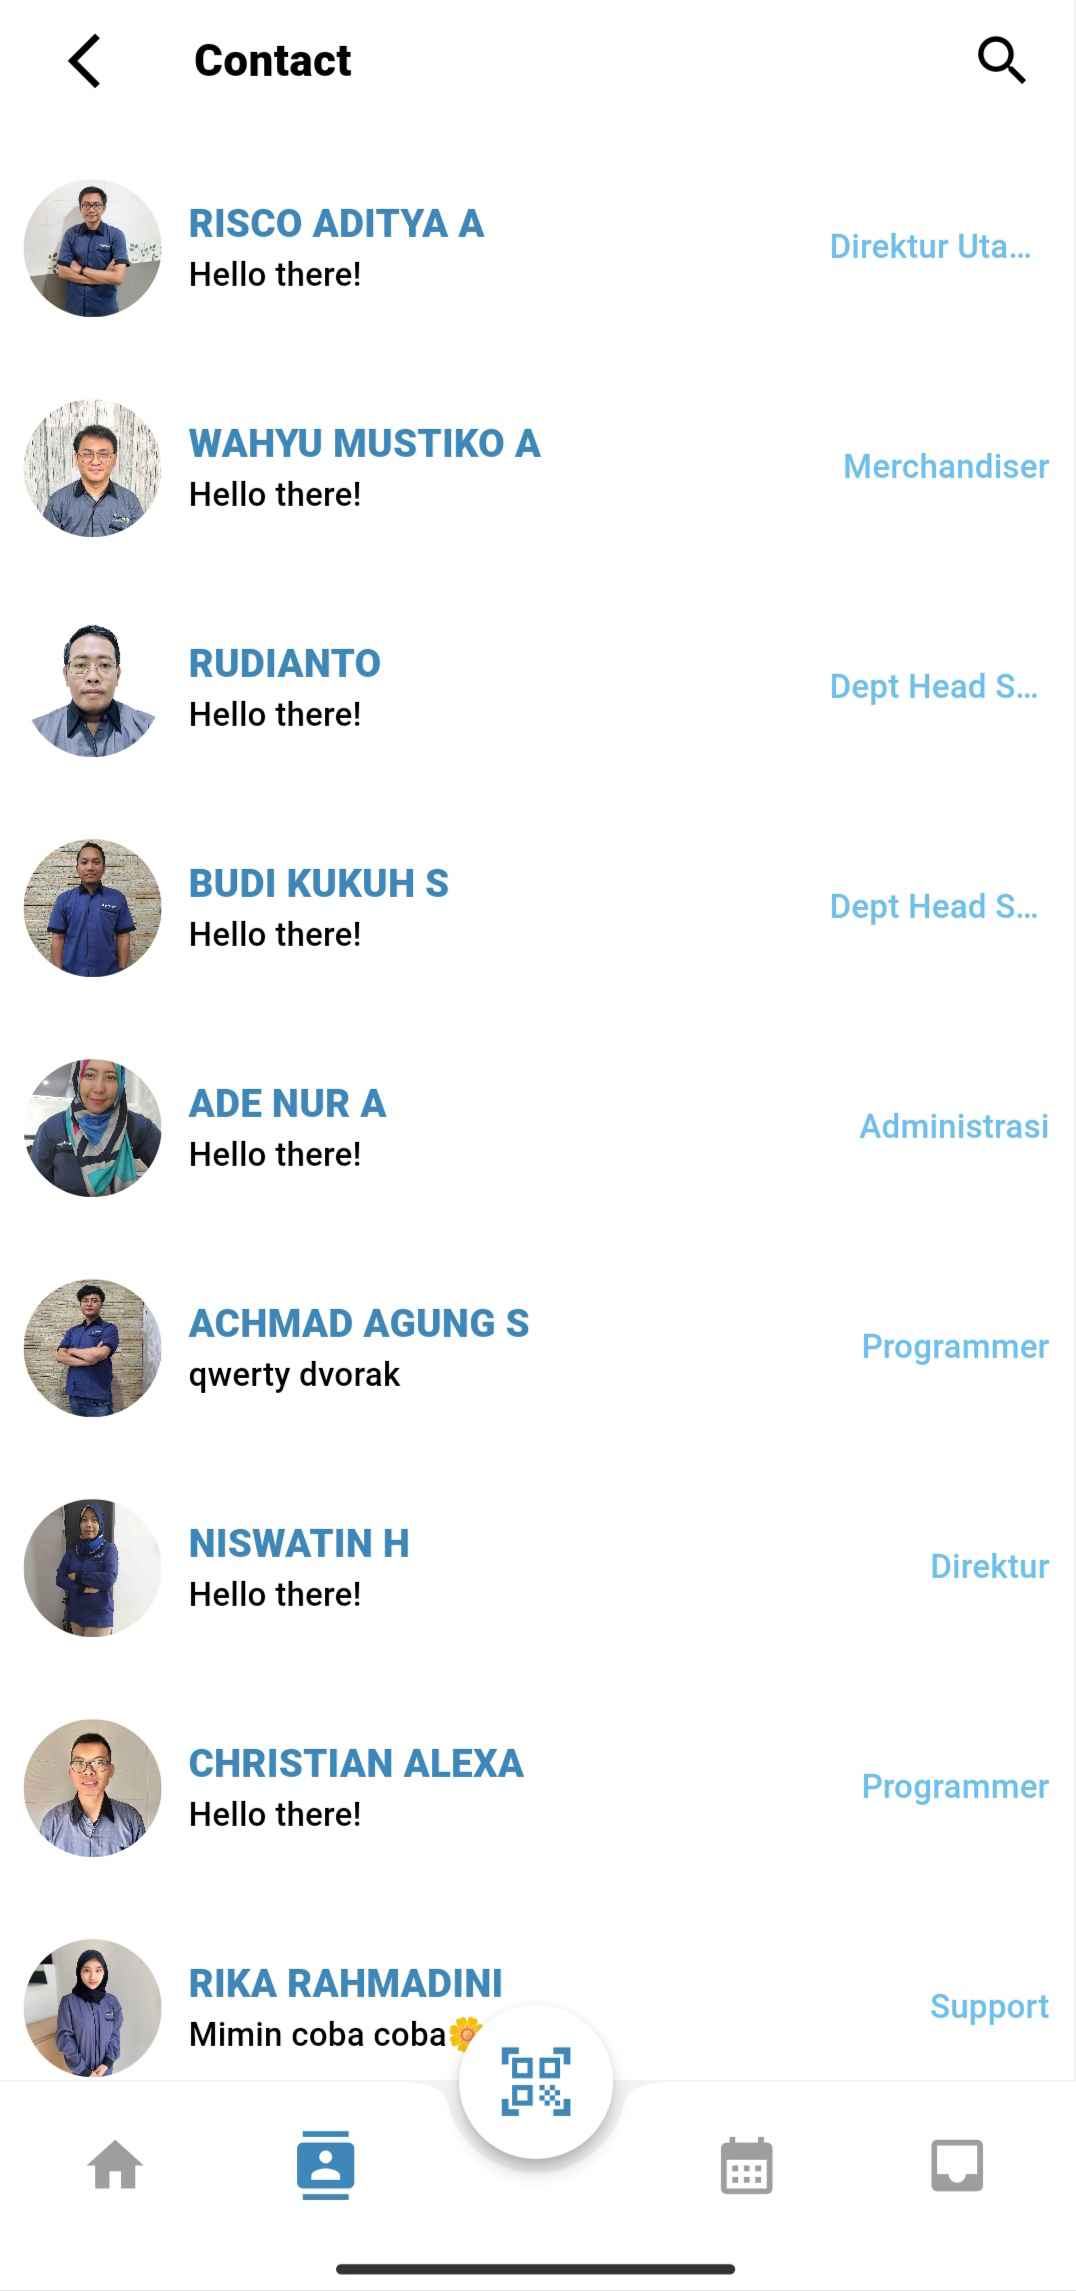 Contact
RISCO ADITYA A
Hello there!
Direktur Uta...
WAHYU MUSTIKO A
Hello there!
Merchandiser
RUDIANTO
Hello there!
Dept Head S...
BUDI KUKUH S
Hello there!
Dept Head S...
ADE NUR A
Hello there!
Administrasi
ACHMAD AGUNG S
qwerty dvorak
Programmer
NISWATIN H
Hello there!
Direktur
CHRISTIAN ALEXA
Hello there!
Programmer
RIKA RAHMADINI
Mimin coba coba🌼
Support